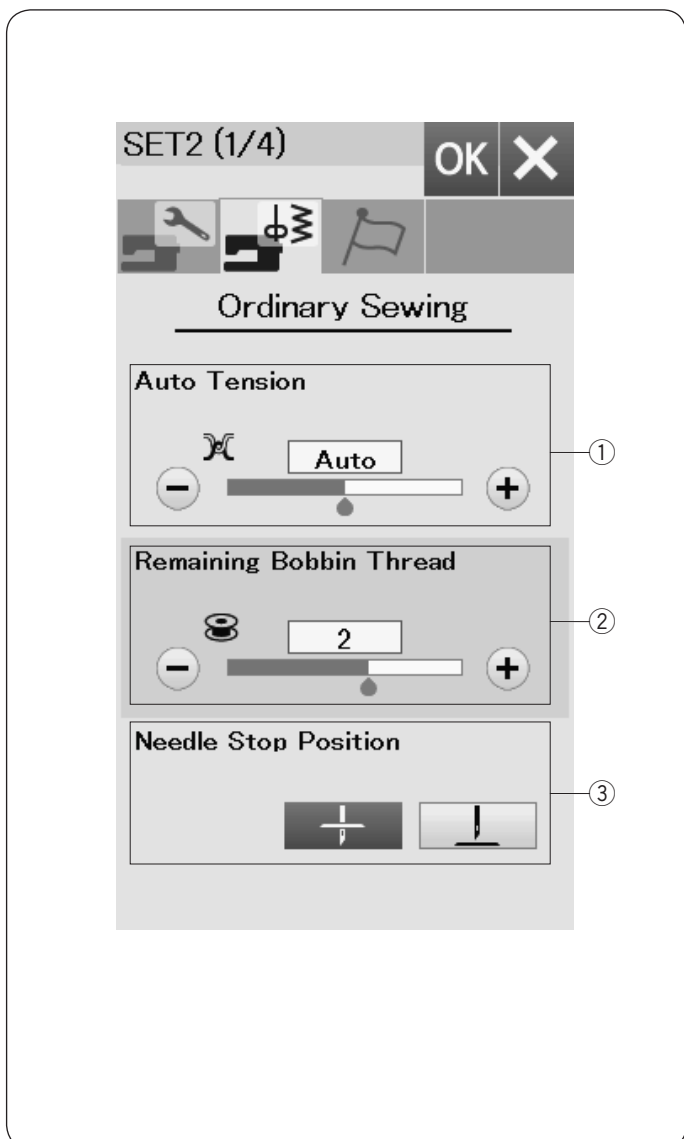 SET2 (1/4)
OK
Ordinary Sewing
Auto Tension
Auto
①
Remaining Bobbin Thread
2
②
Needle Stop Position
③